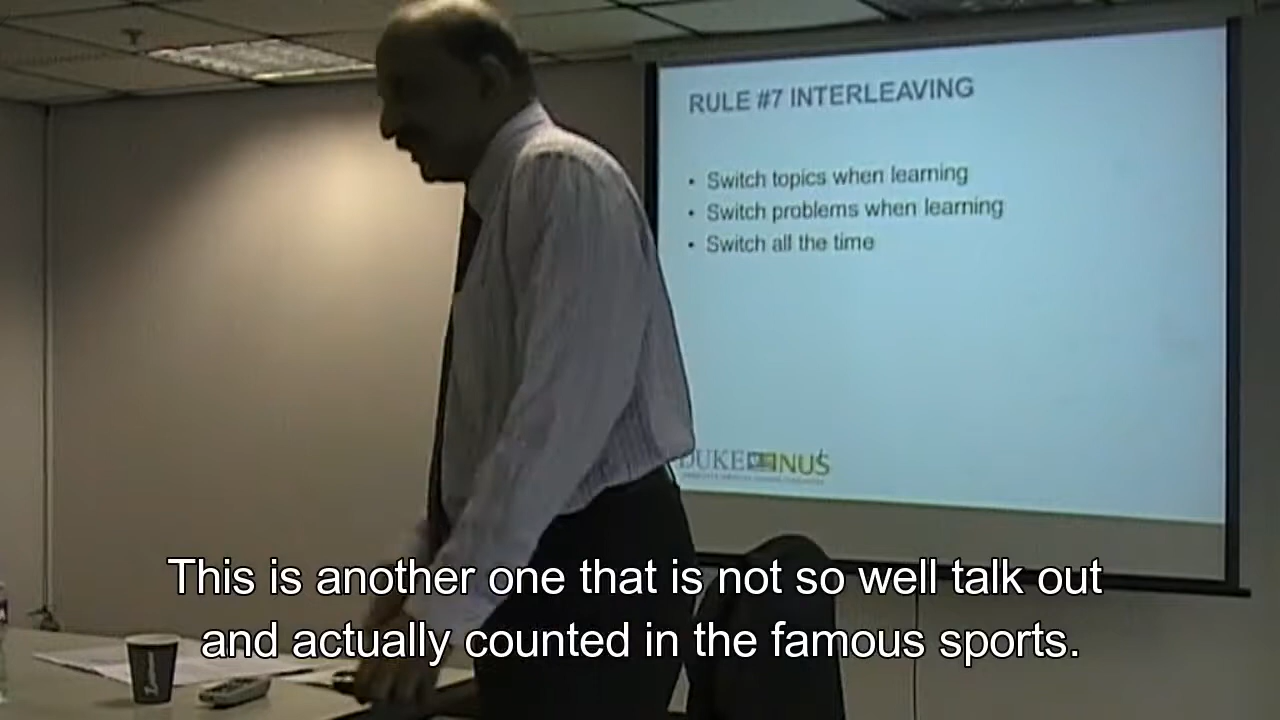 RULE #7 INTERLEAVING
• Switch topics when learning
• Switch problems when learning
• Switch all the time
DUKE NUS
This is another one that is not so well talk out
and actually counted in the famous sports.